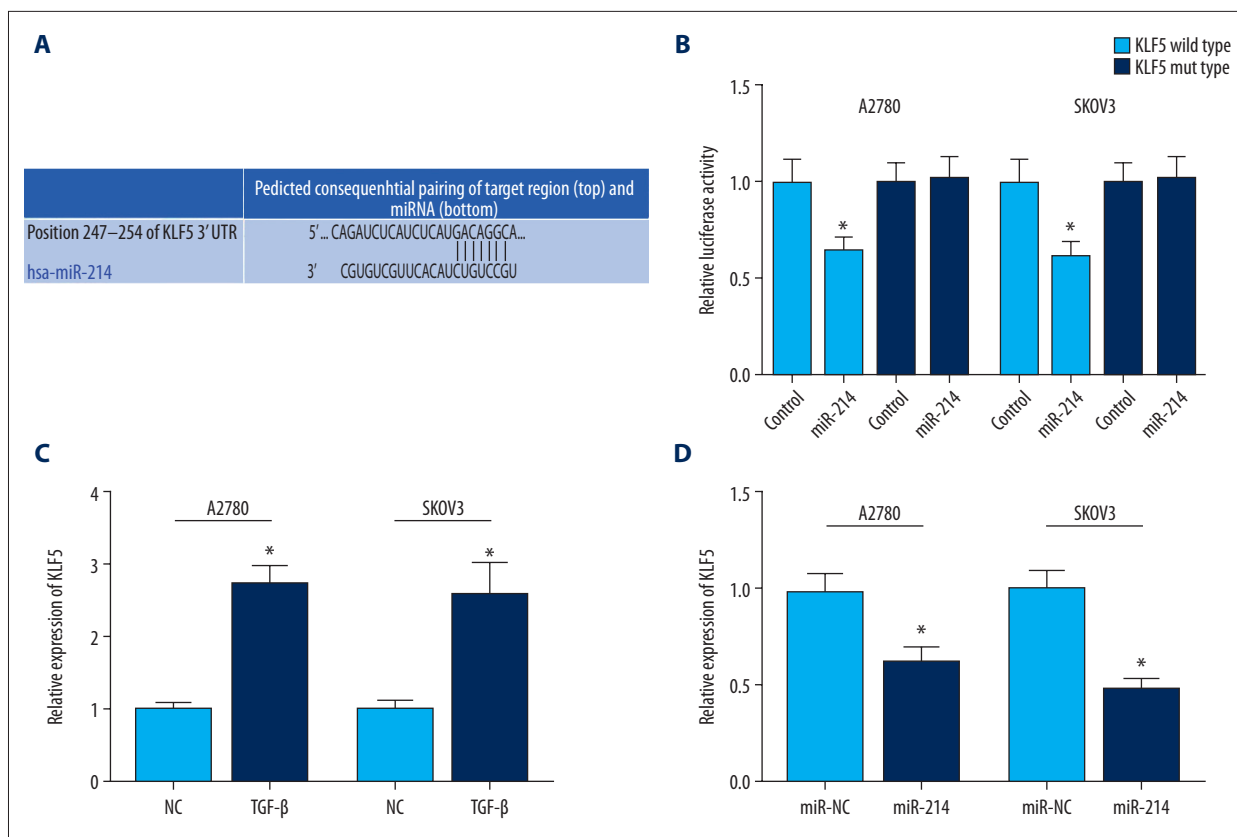 A
Pedicted consequenhtial pairing of target region (top) and
miRNA (bottom)
Position 247–254 of KLF5 3’ UTR
5’... CAGAUCUCAUCUCAUGACAGGCA...
hsa-miR-214
3’ CGUGUCGUUCACAUCUGUCCGU
B
KLF5 wild type
KLF5 mut type
Relative luciferase activity
1.5
1.0
0.5
0.0
A2780
SKOV3
*
*
Control
miR-214
Control
miR-214
Control
miR-214
Control
miR-214
C
Relative expression of KLF5
4
3
2
1
0
A2780
SKOV3
*
*
NC
TGF-β
NC
TGF-β
D
Relative expression of KLF5
1.5
1.0
0.5
0.0
A2780
SKOV3
*
*
miR-NC
miR-214
miR-NC
miR-214